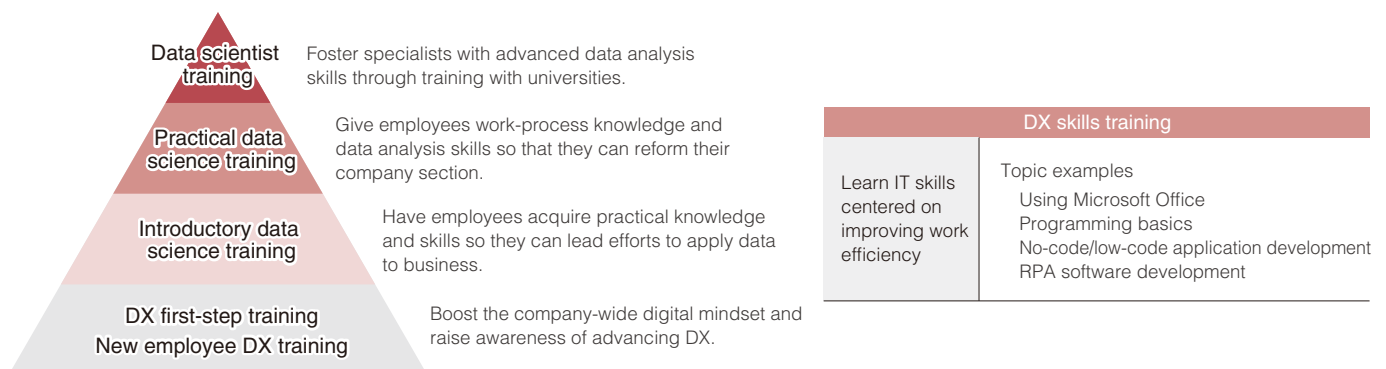 Data scientist
training
Foster specialists with advanced data analysis
skills through training with universities.
Practical data
science training
Give employees work-process knowledge and
data analysis skills so that they can reform their
company section.
Introductory data
science training
Have employees acquire practical knowledge
and skills so they can lead efforts to apply data
to business.
DX first-step training
New employee DX training
Boost the company-wide digital mindset and
raise awareness of advancing DX.
DX skills training
Learn IT skills
centered on
improving work
efficiency
Topic examples
Using Microsoft Office
Programming basics
No-code/low-code application development
RPA software development